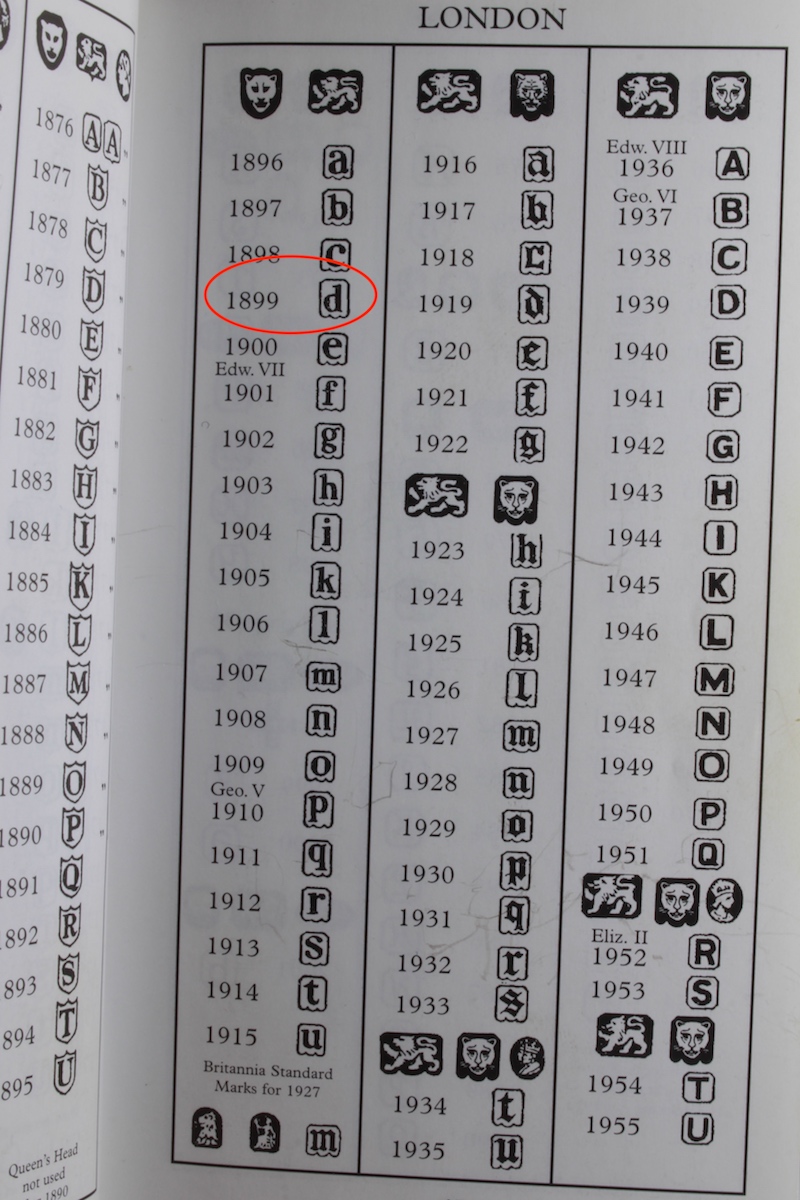 LONDON
1876 A A "
1877 B
1878 C "
1879 D "
1880 E "
1881 F "
1882 G "
1883 H "
1884 I "
1885 K "
1886 L "
1887 M "
1888 N "
1889 O "
1890 P "
1891 Q
1892 R
893 S
894 T
895 U
Queen's Head
not used
1890
1896 a
1897 b
1898 c
1899 d
1900 e
Edw. VII
1901 f
1902 g
1903 h
1904 i
1905 k
1906 l
1907 m
1908 n
1909 o
Geo. V
1910 p
1911 q
1912 r
1913 s
1914 t
1915 u
Britannia Standard
Marks for 1927
m
1916 a
1917 b
1918 c
1919 d
1920 e
1921 f
1922 g
1923 h
1924 i
1925 k
1926 l
1927 m
1928 n
1929 o
1930 p
1931 q
1932 r
1933 s
1934 t
1935 u
Edw. VIII
1936 A
Geo. VI
1937 B
1938 C
1939 D
1940 E
1941 F
1942 G
1943 H
1944 I
1945 K
1946 L
1947 M
1948 N
1949 O
1950 P
1951 Q
Eliz. II
1952 R
1953 S
1954 T
1955 U